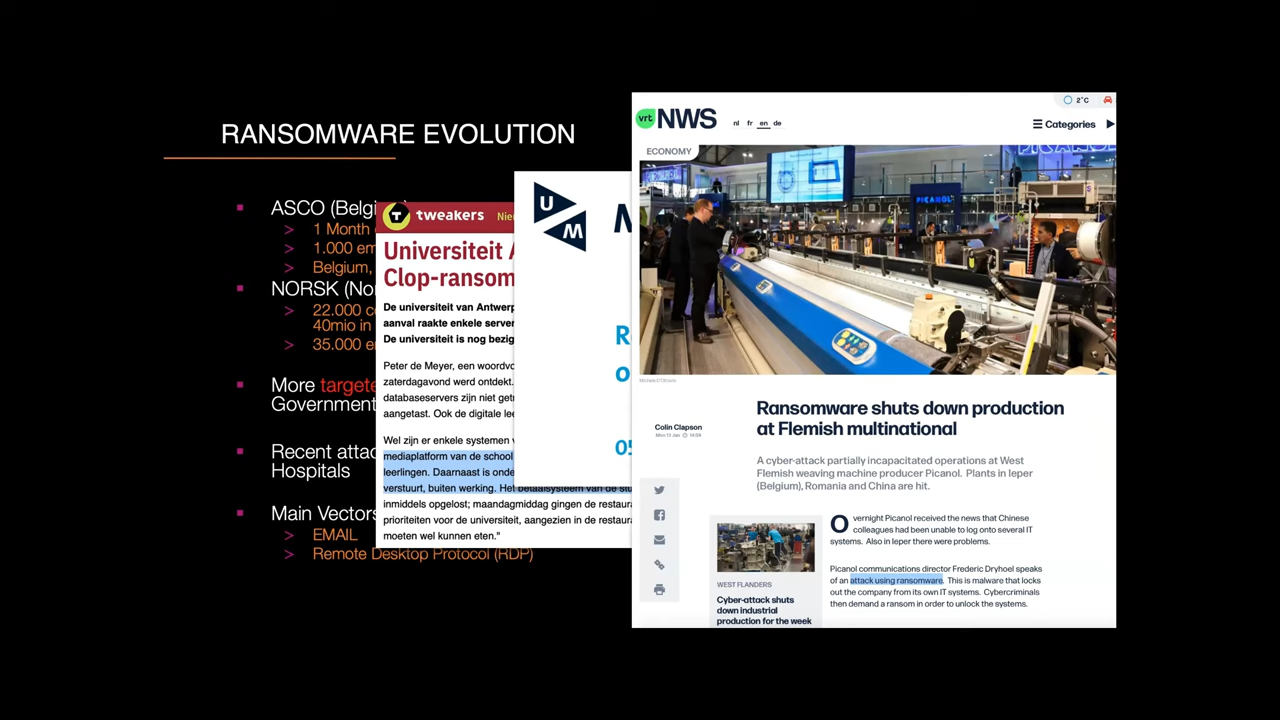 RANSOMWARE EVOLUTION
ASCO (Belgi
1 Month
1.000 em
Belgium,
NORSK (Nor
22.000 c
40mio in
35.000 e
More targete
Government
Recent attac
Hospitals
Main Vectors
EMAIL
Remote Desktop Protocol (RDP)
tweakers Nie
Universiteit A
Clop-ransom
De universiteit van Antwerp
aanval raakte enkele server
De universiteit is nog bezig
Peter de Meyer, een woordvo
zaterdagavond werd ontdekt.
databaseservers zijn niet getr
aangetast. Ook de digitale lee
Wel zijn er enkele systemen v
mediaplatform van de school
leerlingen. Daarnaast is onde
verstuurt, buiten werking. Het betaalsysteem van de stu
inmiddels opgelost; maandagmiddag gingen de restaura
prioriteiten voor de universiteit, aangezien in de restaura
moeten wel kunnen eten."
UM
M
R
o
05
vrt NWS
nl fr en de
2°C
Categories
ECONOMY
PICANOL
Ransomware shuts down production
at Flemish multinational
Colin Clapson
Mon 13 Jan
A cyber-attack partially incapacitated operations at West
Flemish weaving machine producer Picanol. Plants in Ieper
(Belgium), Romania and China are hit.
Overnight Picanol received the news that Chinese
colleagues had been unable to log onto several IT
systems. Also in Ieper there were problems.
Picanol communications director Frederic Dryhoel speaks
of an attack using ransomware. This is malware that locks
out the company from its own IT systems. Cybercriminals
then demand a ransom in order to unlock the systems.
WEST FLANDERS
Cyber-attack shuts
down industrial
production for the week